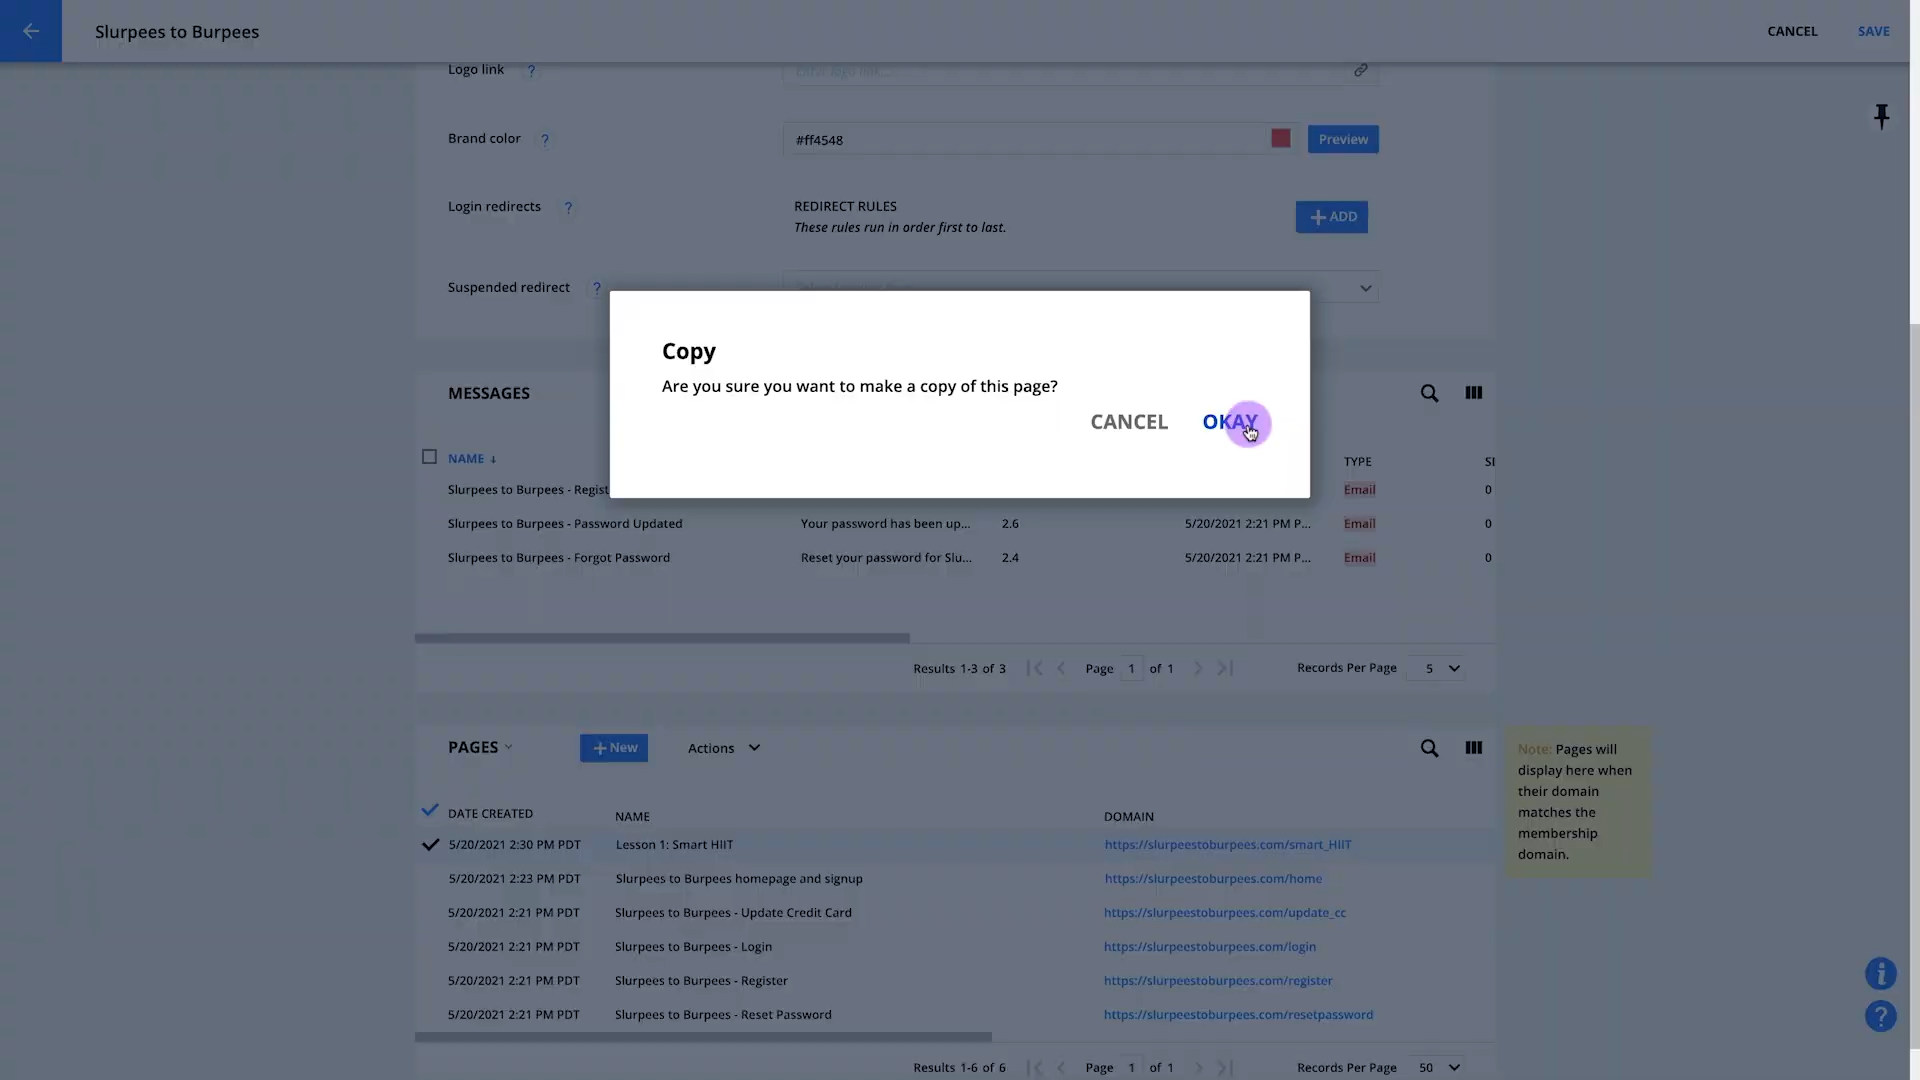 Slurpees to Burpees
CANCEL
SAVE
Logo link ?
Enter logo link...
Brand color ?
#ff4548
Preview
Login redirects ?
REDIRECT RULES
These rules run in order first to last.
+ ADD
Suspended redirect ?
Copy
Are you sure you want to make a copy of this page?
CANCEL
OKAY
MESSAGES
NAME ↓
TYPE
Slurpees to Burpees - Regist
Email
0
Slurpees to Burpees - Password Updated
Your password has been up...
2.6
5/20/2021 2:21 PM P...
Email
0
Slurpees to Burpees - Forgot Password
Reset your password for Slu...
2.4
5/20/2021 2:21 PM P...
Email
0
Results 1-3 of 3
Page 1 of 1
Records Per Page 5
PAGES
+ New
Actions
Note: Pages will
display here when
their domain
matches the
membership
domain.
DATE CREATED
NAME
DOMAIN
5/20/2021 2:30 PM PDT
Lesson 1: Smart HIIT
https://slurpeestoburpees.com/smart_HIIT
5/20/2021 2:23 PM PDT
Slurpees to Burpees homepage and signup
https://slurpeestoburpees.com/home
5/20/2021 2:21 PM PDT
Slurpees to Burpees - Update Credit Card
https://slurpeestoburpees.com/update_cc
5/20/2021 2:21 PM PDT
Slurpees to Burpees - Login
https://slurpeestoburpees.com/login
5/20/2021 2:21 PM PDT
Slurpees to Burpees - Register
https://slurpeestoburpees.com/register
5/20/2021 2:21 PM PDT
Slurpees to Burpees - Reset Password
https://slurpeestoburpees.com/resetpassword
Results 1-6 of 6
Page 1 of 1
Records Per Page 50